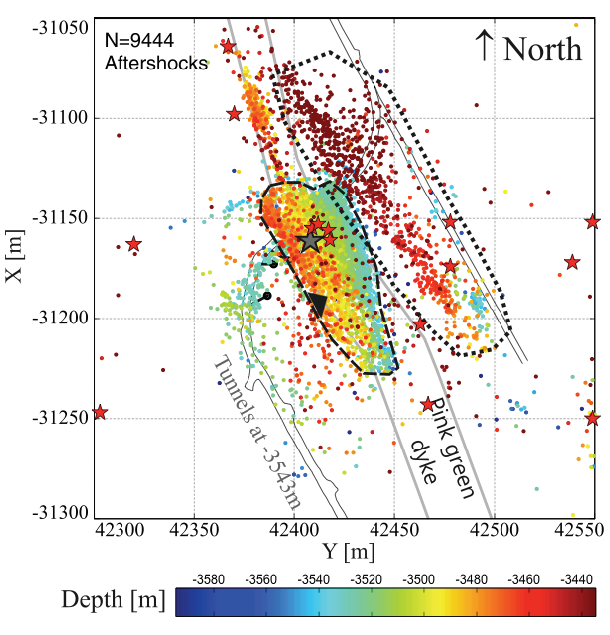 -31050
N=9444
Aftershocks
↑ North
-31100
-31150
X [m]
-31200
-31250
-31300
Tunnels at -3543m
Pink green
dyke
42300
42350
42400
42450
42500
42550
Y [m]
Depth [m]
-3580
-3560
-3540
-3520
-3500
-3480
-3460
-3440